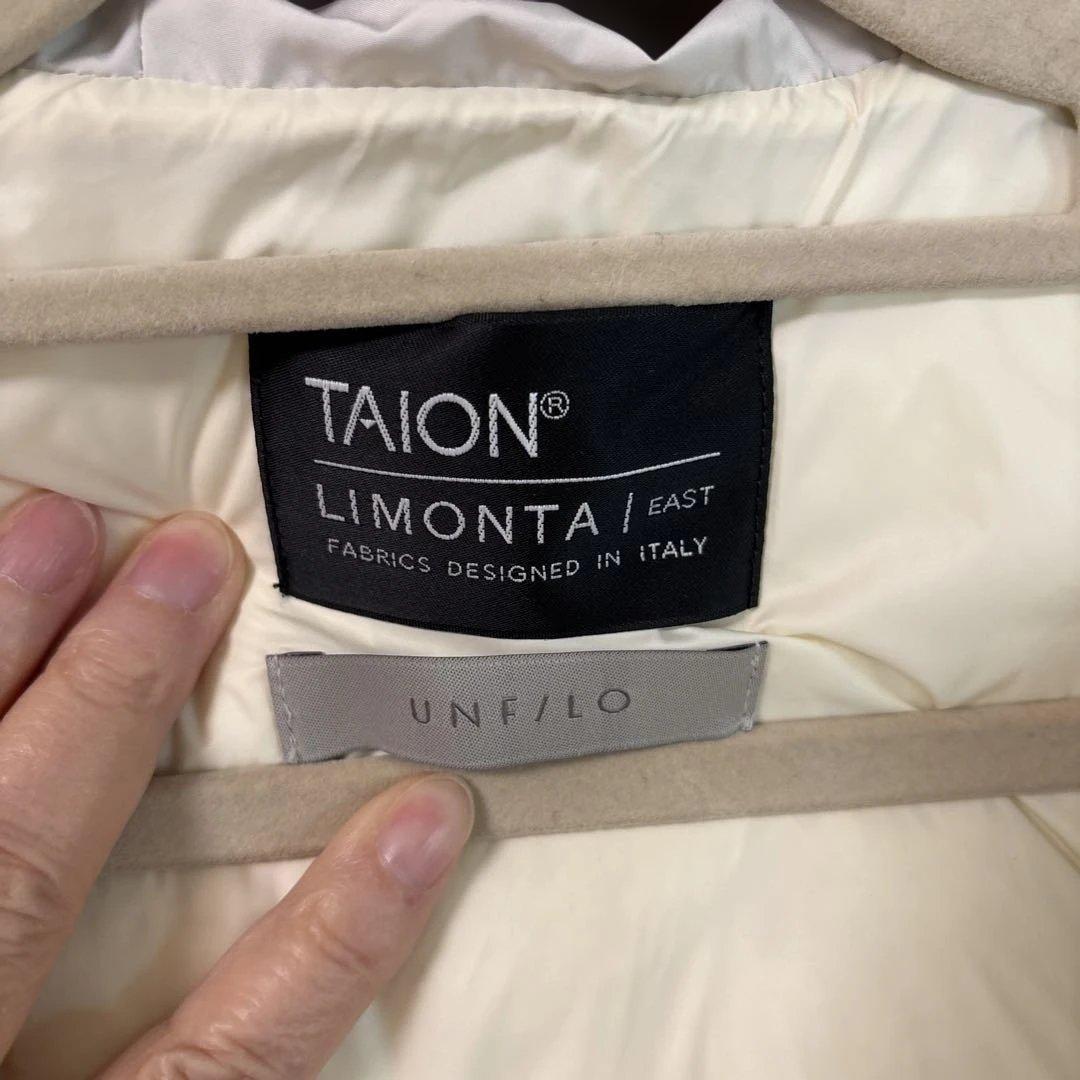 TAION®
LIMONTA / EAST
FABRICS DESIGNED IN ITALY
UNF/LO